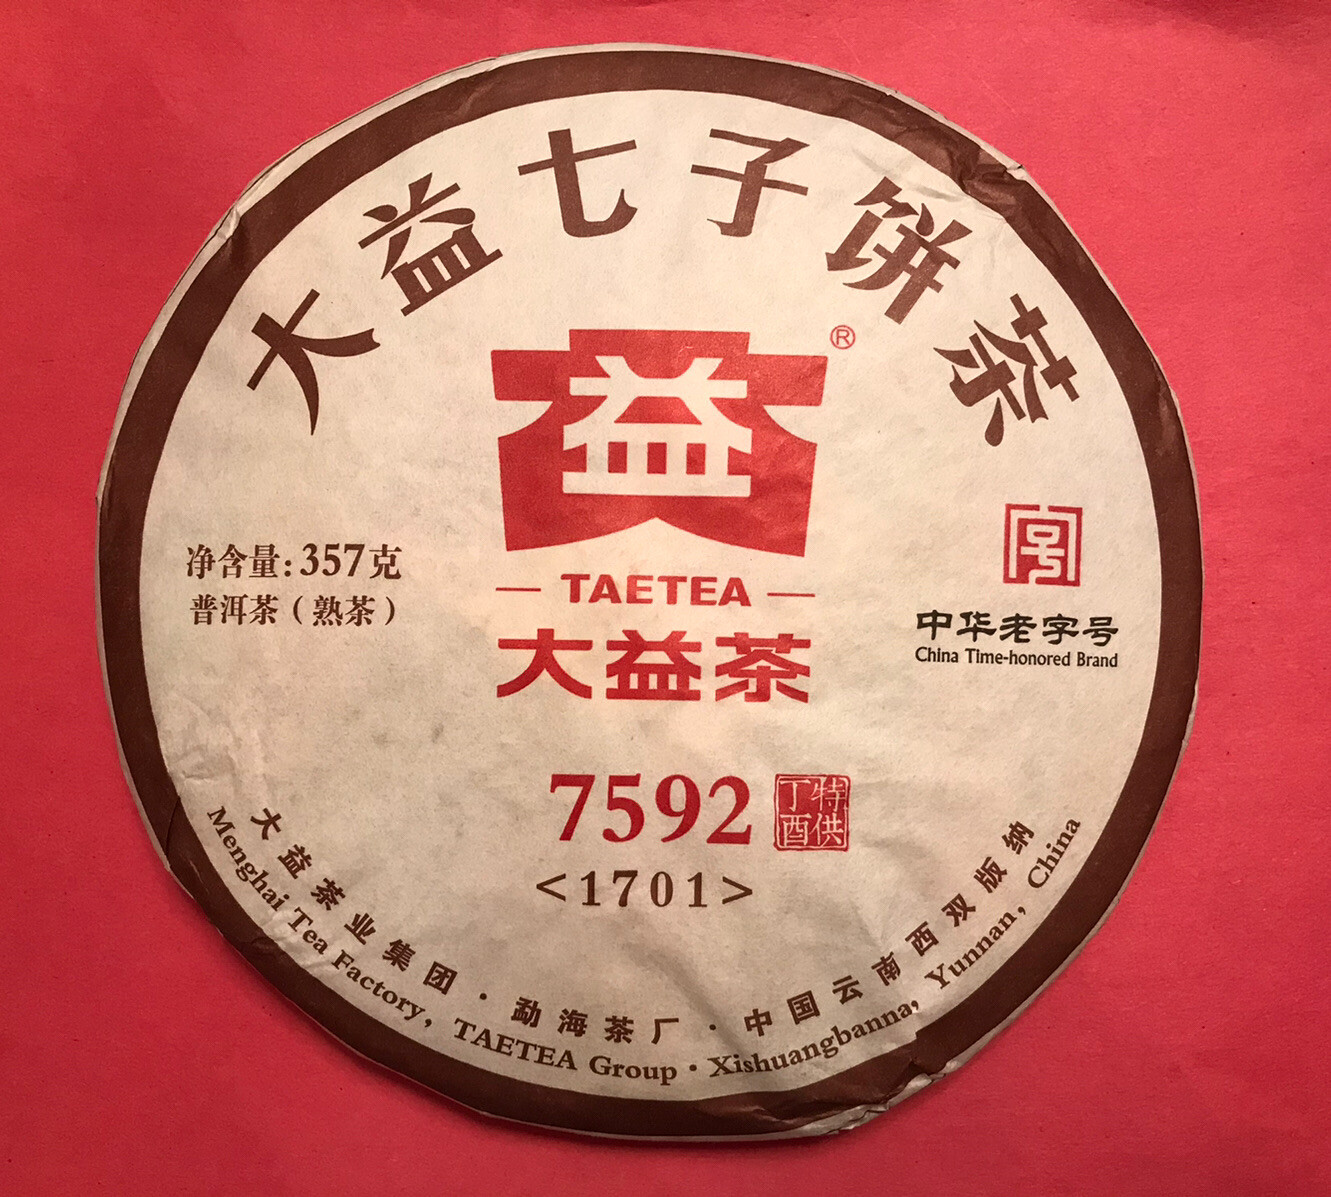 大益七子饼茶
益
®
TAETEA
大益茶
净含量:357克
普洱茶(熟茶)
号
中华老字号
China Time-honored Brand
7592
特供
丁酉
<1701>
大益茶业集团·勐海茶厂·中国云南西双版纳
Menghai Tea Factory, TAETEA Group·Xishuangbanna, Yunnan, China